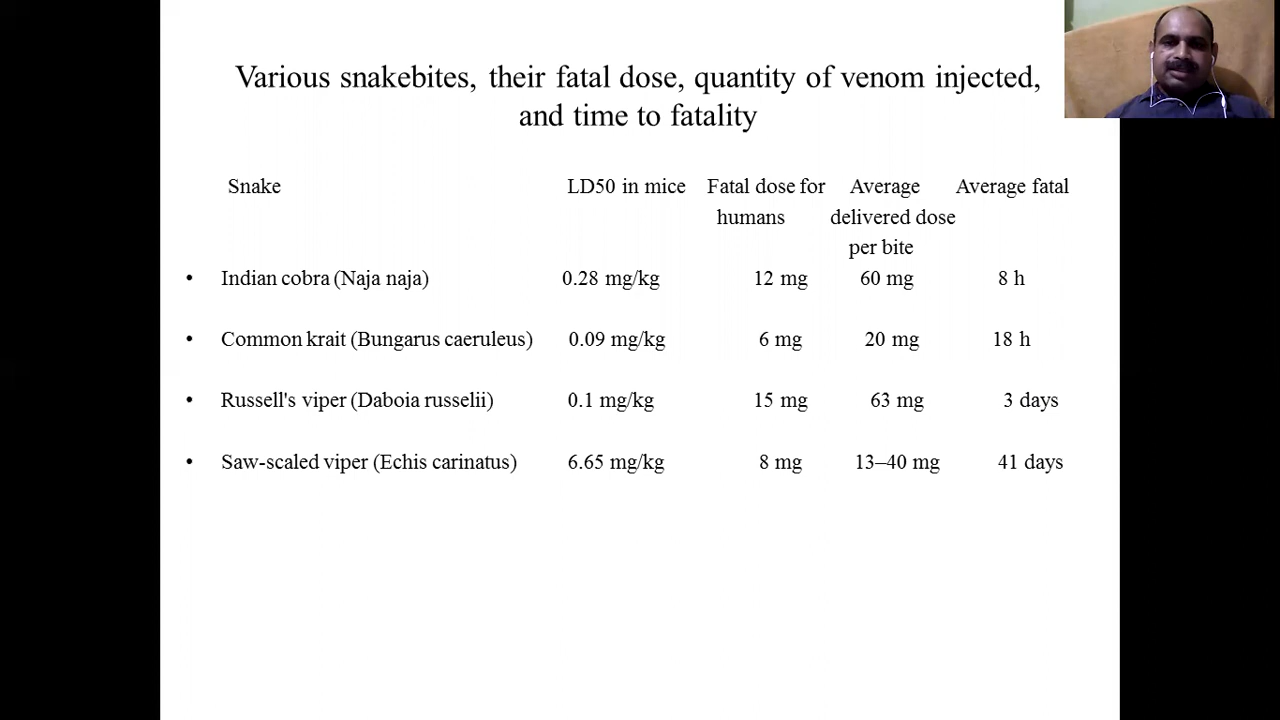 Various snakebites, their fatal dose, quantity of venom injected,
and time to fatality
Snake LD50 in mice Fatal dose for Average Average fatal
humans delivered dose
per bite
• Indian cobra (Naja naja) 0.28 mg/kg 12 mg 60 mg 8 h
• Common krait (Bungarus caeruleus) 0.09 mg/kg 6 mg 20 mg 18 h
• Russell's viper (Daboia russelii) 0.1 mg/kg 15 mg 63 mg 3 days
• Saw-scaled viper (Echis carinatus) 6.65 mg/kg 8 mg 13–40 mg 41 days